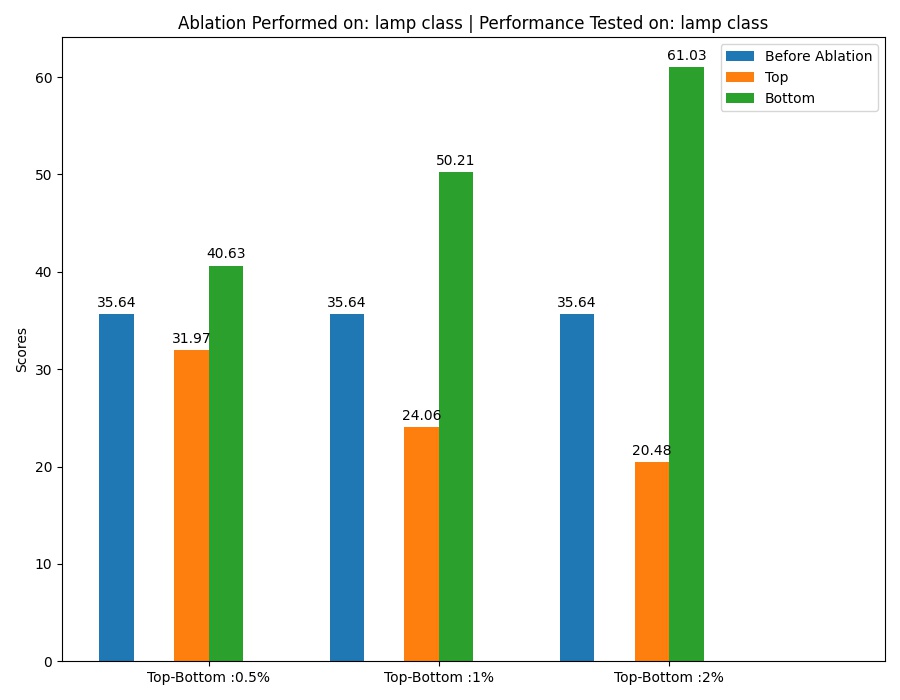 Ablation Performed on: lamp class | Performance Tested on: lamp class
Before Ablation
Top
Bottom
Scores
60
50
40
30
20
10
0
35.64
31.97
40.63
35.64
24.06
50.21
35.64
20.48
61.03
Top-Bottom :0.5%
Top-Bottom :1%
Top-Bottom :2%